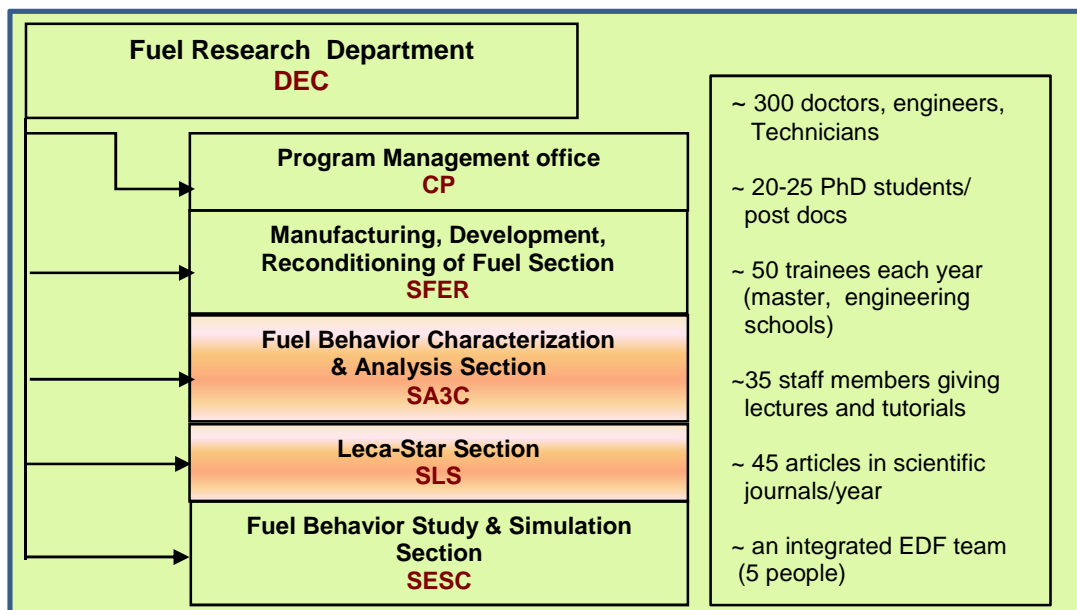 Fuel Research Department
DEC
Program Management office
CP
Manufacturing, Development,
Reconditioning of Fuel Section
SFER
Fuel Behavior Characterization
& Analysis Section
SA3C
Leca-Star Section
SLS
Fuel Behavior Study & Simulation
Section
SESC
~ 300 doctors, engineers,
Technicians
~ 20-25 PhD students/
post docs
~ 50 trainees each year
(master, engineering
schools)
~35 staff members giving
lectures and tutorials
~ 45 articles in scientific
journals/year
~ an integrated EDF team
(5 people)